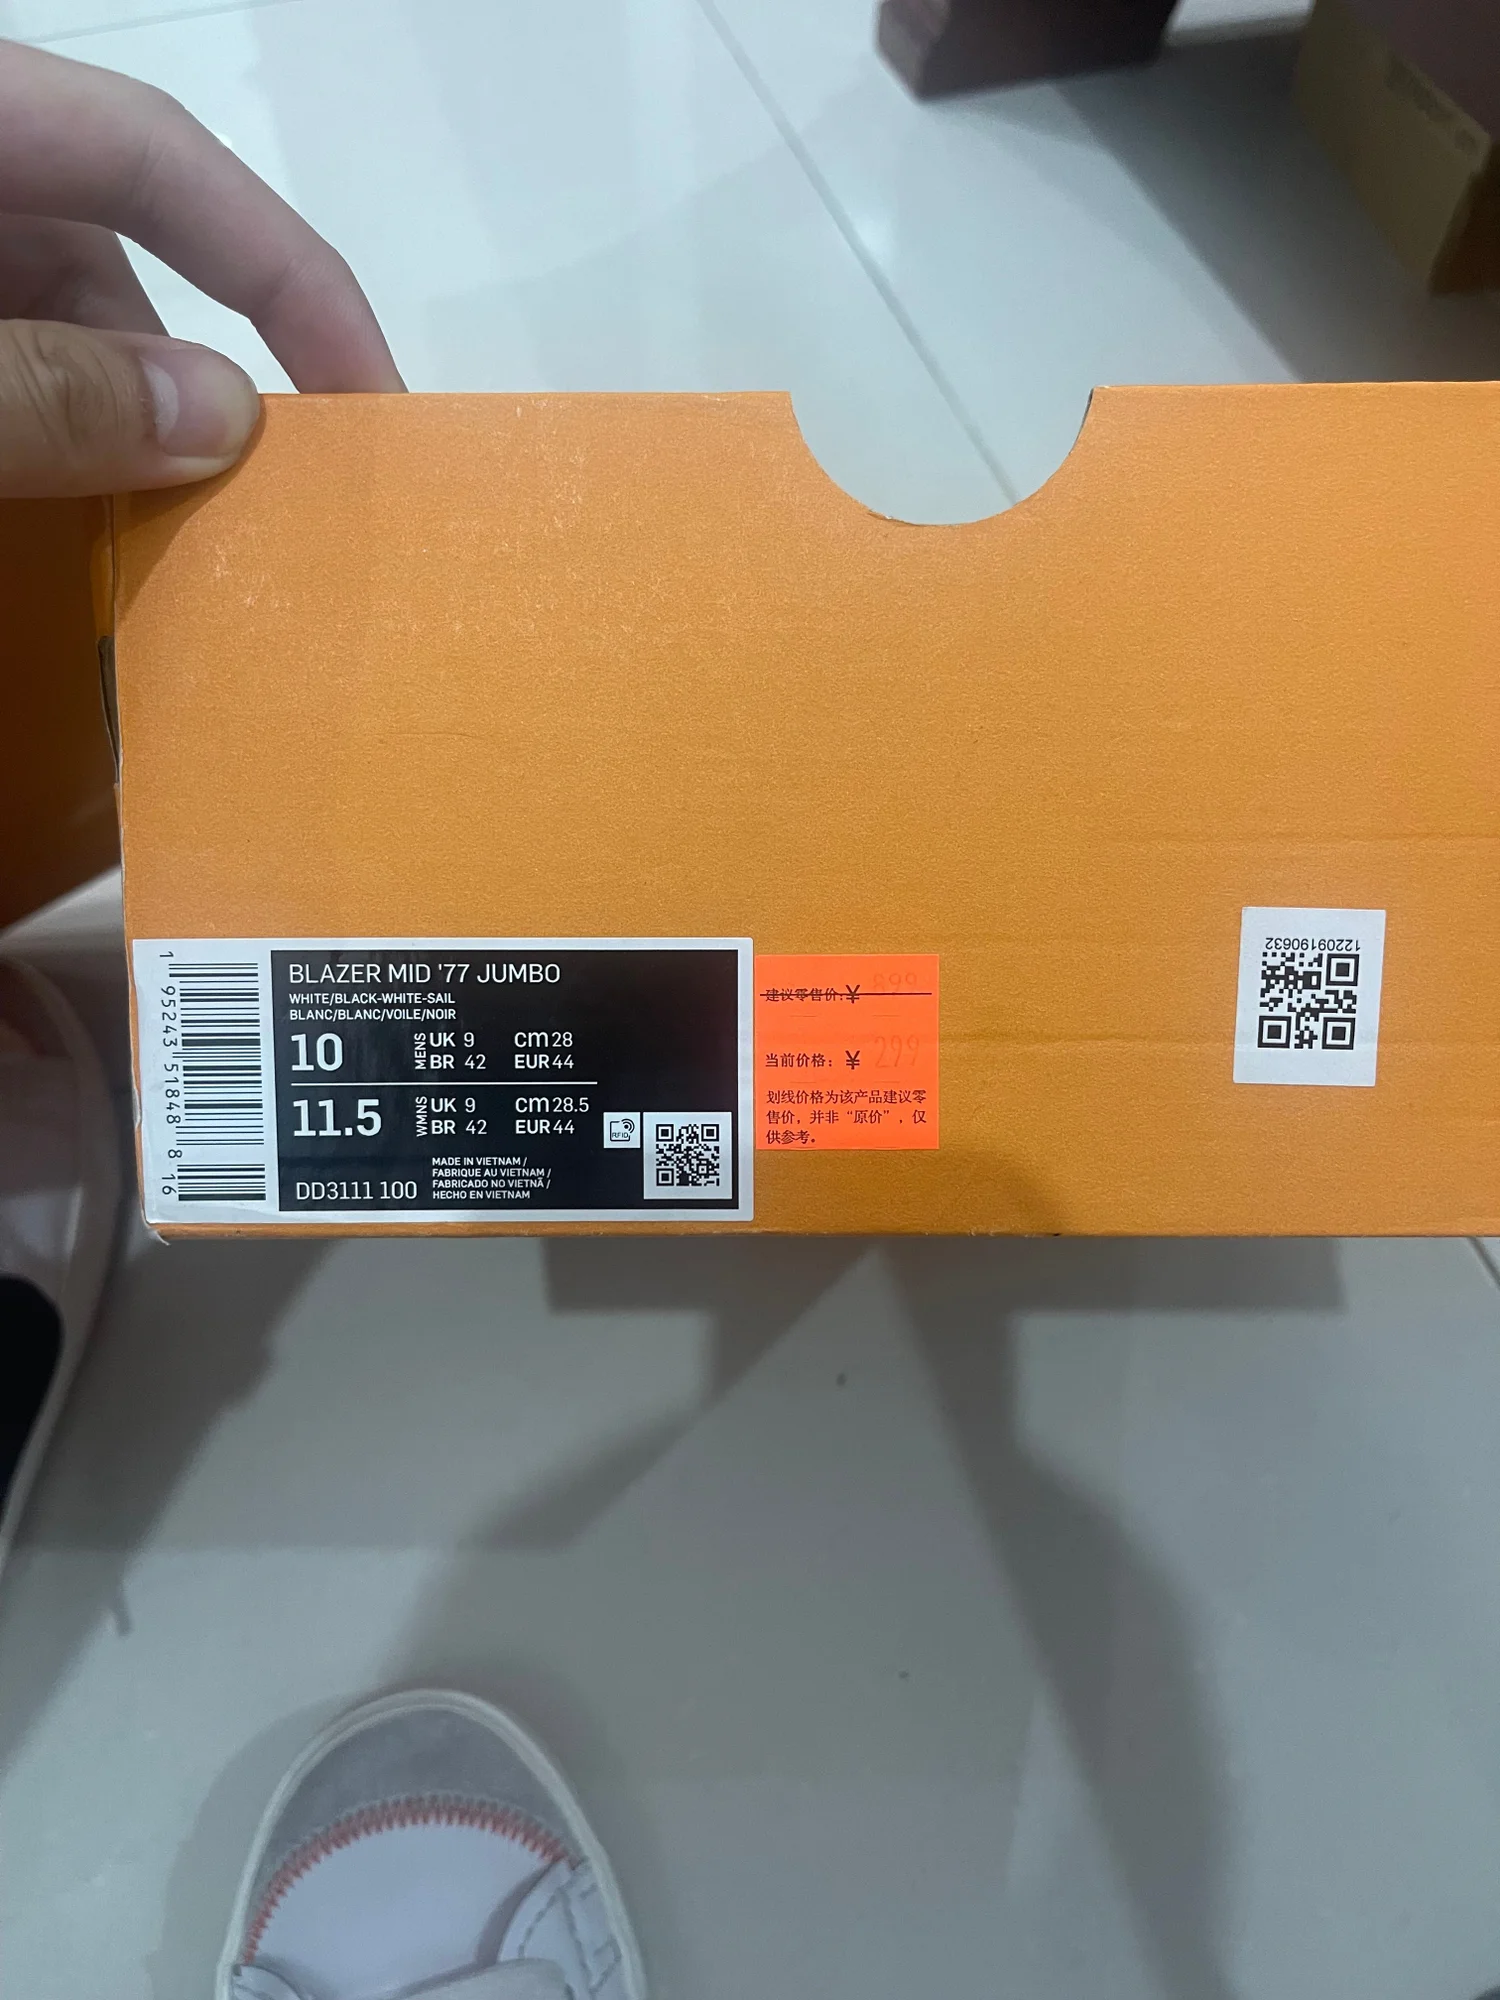 BLAZER MID '77 JUMBO
WHITE/BLACK-WHITE-SAIL
BLANC/BLANC/VOILE/NOIR
10
MENS
UK 9 cm 28
BR 42 EUR 44
11.5
WMNS
UK 9 cm 28.5
BR 42 EUR 44
RFID
DD3111 100
MADE IN VIETNAM /
FABRIQUE AU VIETNAM /
FABRICADO NO VIETNÃ /
HECHO EN VIETNAM
1 95243 51848 8 16
建议零售价:¥ 899
当前价格: ¥ 299
划线价格为该产品建议零
售价，并非“原价”，仅
供参考。
12209190632